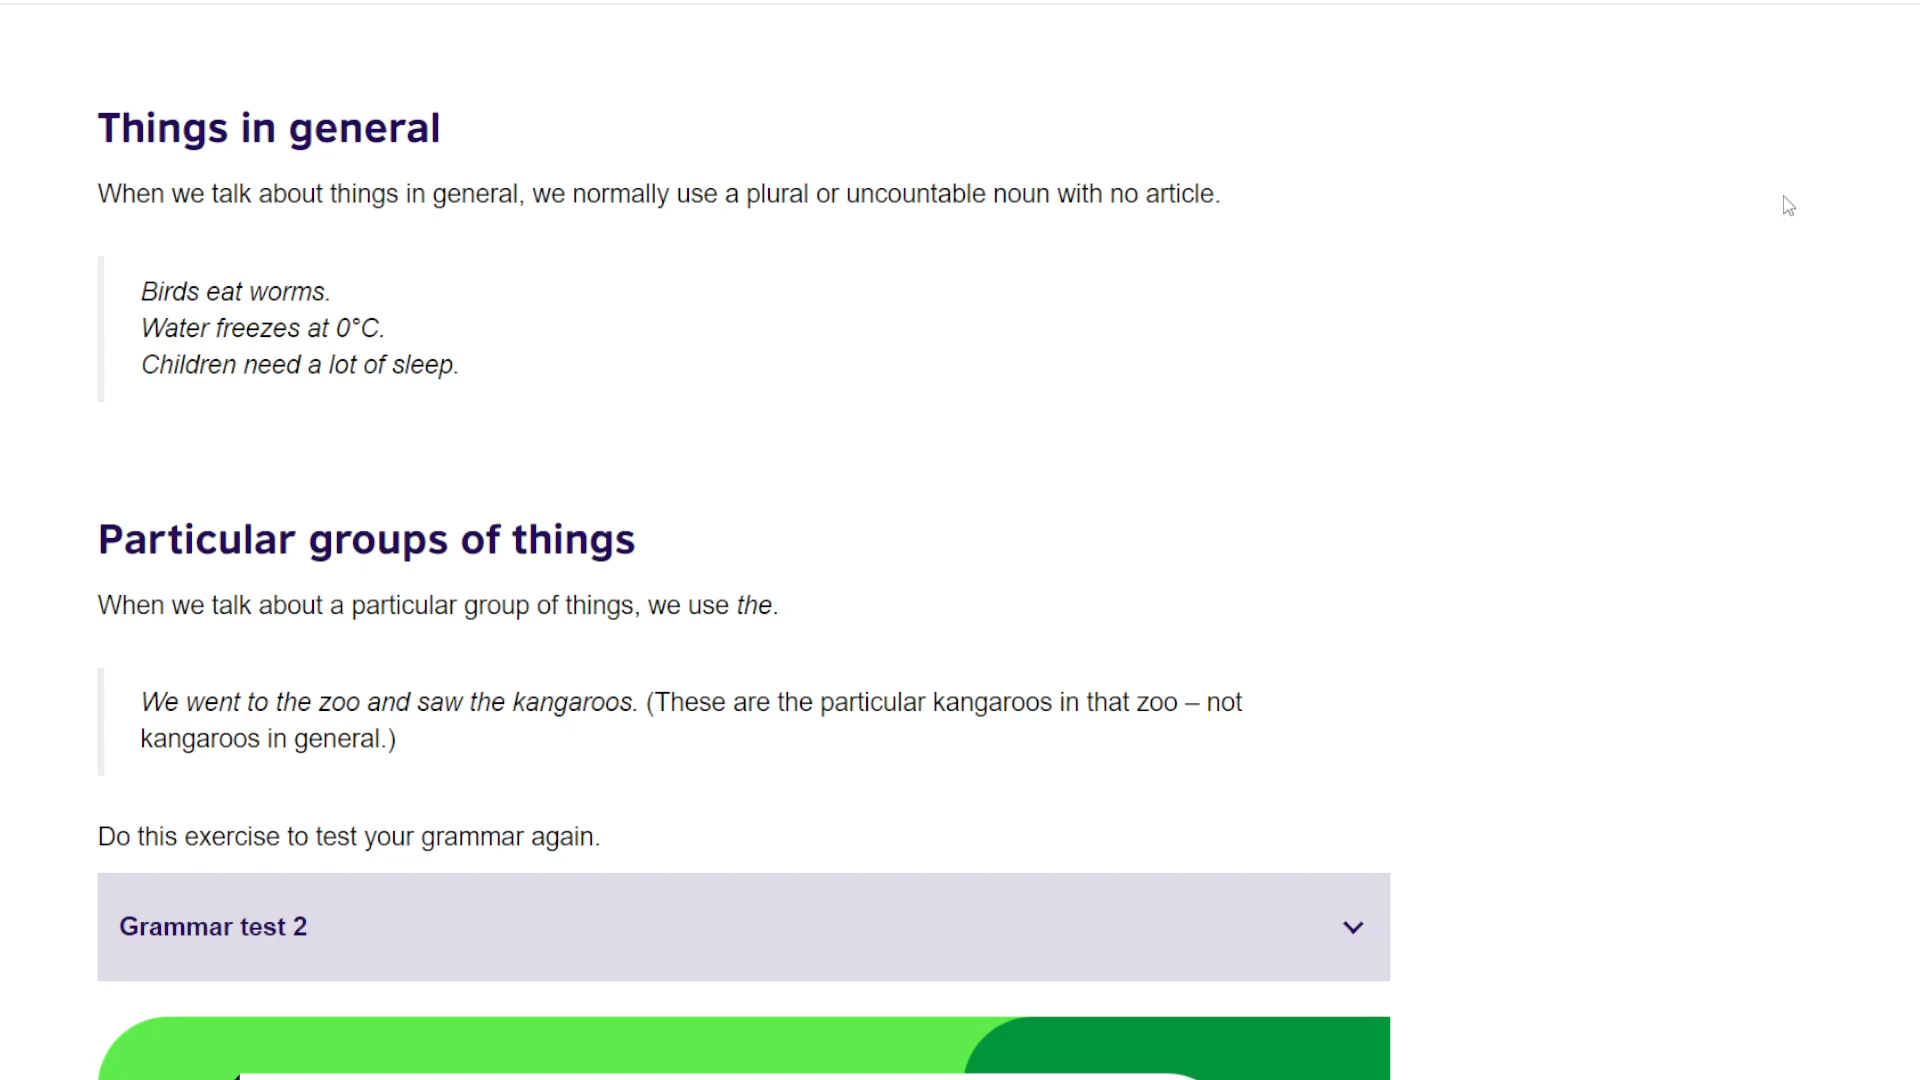 Things in general
When we talk about things in general, we normally use a plural or uncountable noun with no article.
Birds eat worms.
Water freezes at 0°C.
Children need a lot of sleep.
Particular groups of things
When we talk about a particular group of things, we use the.
We went to the zoo and saw the kangaroos. (These are the particular kangaroos in that zoo – not
kangaroos in general.)
Do this exercise to test your grammar again.
Grammar test 2